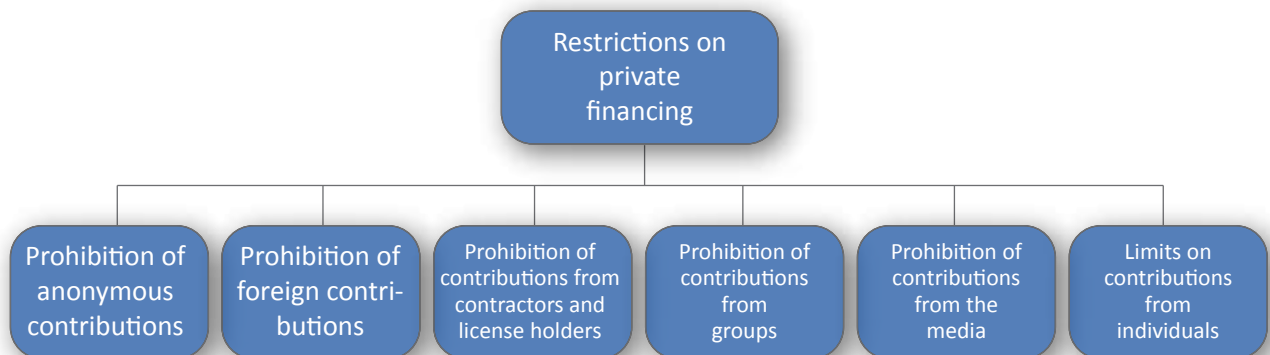 Restrictions on
private
financing
Prohibition of
anonymous
contributions
Prohibition of
foreign contri-
butions
Prohibition of
contributions from
contractors and
license holders
Prohibition of
contributions
from
groups
Prohibition of
contributions
from the
media
Limits on
contributions
from
individuals